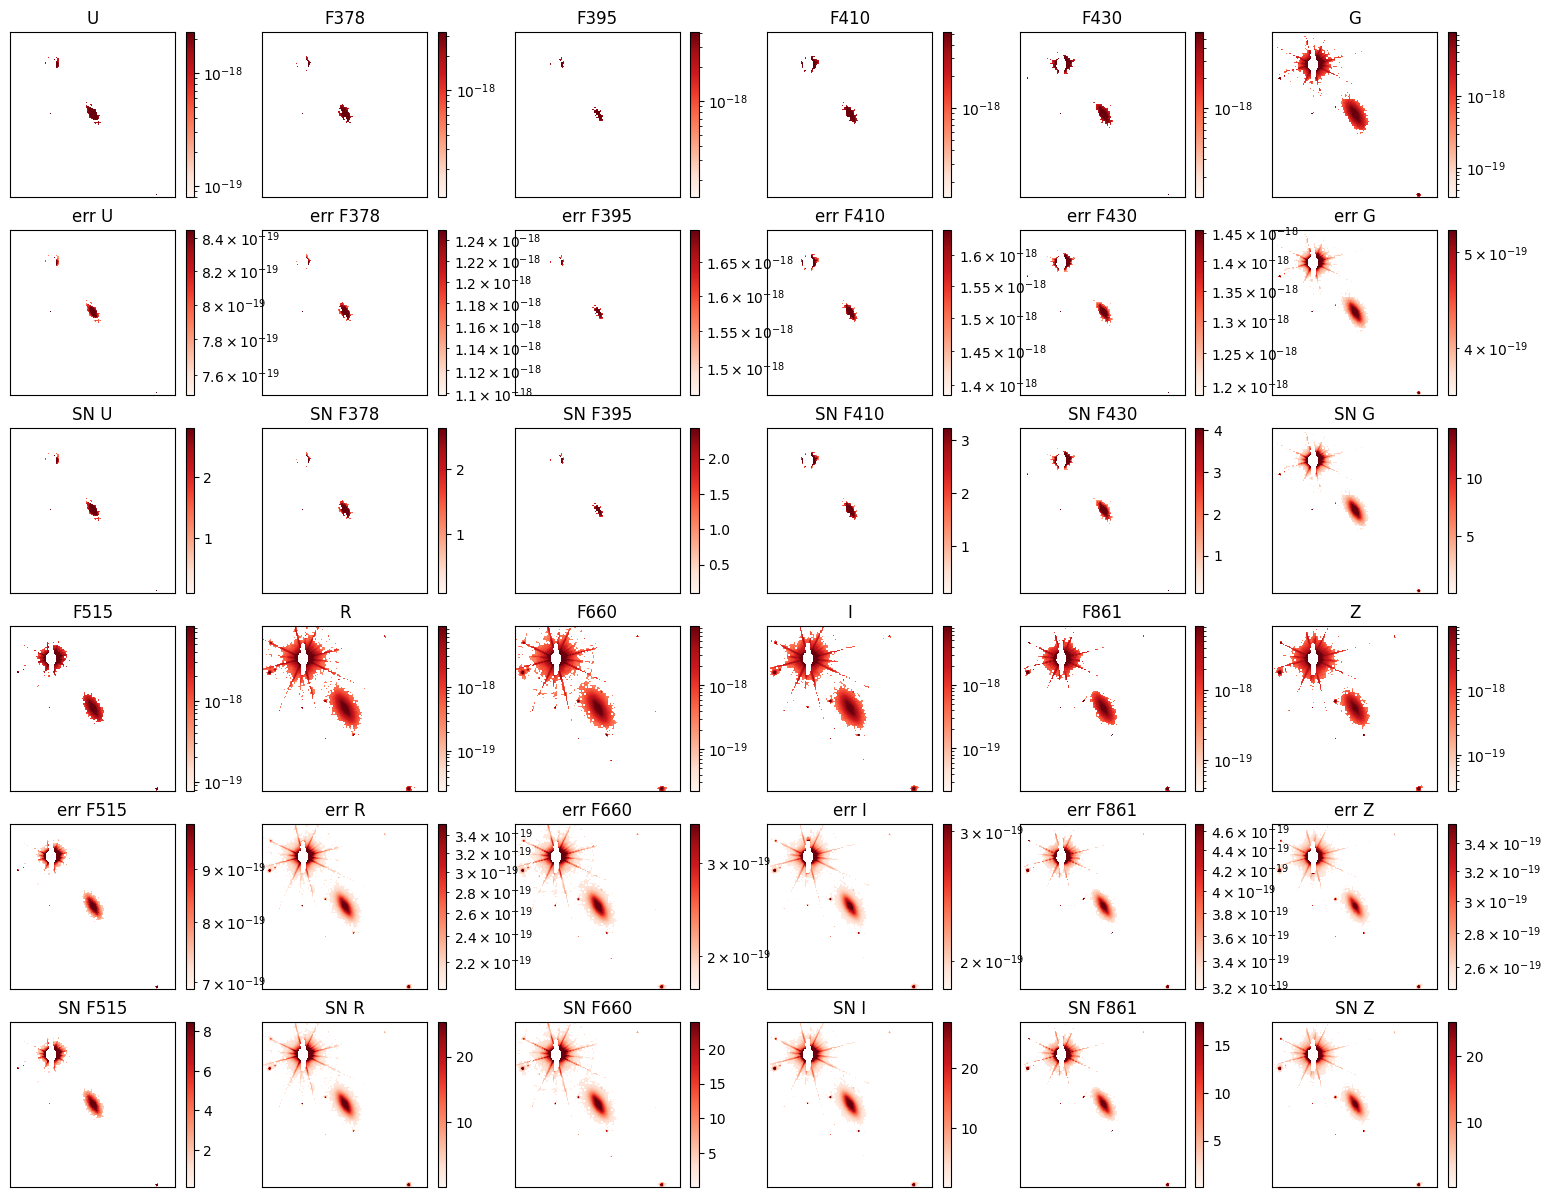 U F378 F395 F410 F430 G
10⁻¹⁸ 10⁻¹⁸ 10⁻¹⁸ 10⁻¹⁸ 10⁻¹⁸ 10⁻¹⁸
10⁻¹⁹ 10⁻¹⁹
err U err F378 err F395 err F410 err F430 err G
8.4 × 10⁻¹⁹ 1.24 × 10⁻¹⁸ 1.65 × 10⁻¹⁸ 1.60 × 10⁻¹⁸ 1.45 × 10⁻¹⁸ 5 × 10⁻¹⁹
8.2 × 10⁻¹⁹ 1.22 × 10⁻¹⁸ 1.60 × 10⁻¹⁸ 1.55 × 10⁻¹⁸ 1.40 × 10⁻¹⁸ 4 × 10⁻¹⁹
8 × 10⁻¹⁹ 1.20 × 10⁻¹⁸ 1.55 × 10⁻¹⁸ 1.50 × 10⁻¹⁸ 1.35 × 10⁻¹⁸
7.8 × 10⁻¹⁹ 1.18 × 10⁻¹⁸ 1.5 × 10⁻¹⁸ 1.45 × 10⁻¹⁸ 1.30 × 10⁻¹⁸
7.6 × 10⁻¹⁹ 1.16 × 10⁻¹⁸ 1.4 × 10⁻¹⁸ 1.25 × 10⁻¹⁸
1.14 × 10⁻¹⁸ 1.2 × 10⁻¹⁸
1.12 × 10⁻¹⁸
1.1 × 10⁻¹⁸
SN U SN F378 SN F395 SN F410 SN F430 SN G
2 2 2.0 3 4 10
1 1 1.5 2 3 5
1.0 1 2
0.5 1
F515 R F660 I F861 Z
10⁻¹⁸ 10⁻¹⁸ 10⁻¹⁸ 10⁻¹⁸ 10⁻¹⁸ 10⁻¹⁸
10⁻¹⁹ 10⁻¹⁹ 10⁻¹⁹ 10⁻¹⁹ 10⁻¹⁹ 10⁻¹⁹
err F515 err R err F660 err I err F861 err Z
9 × 10⁻¹⁹ 3.4 × 10⁻¹⁹ 3 × 10⁻¹⁹ 3 × 10⁻¹⁹ 4.6 × 10⁻¹⁹ 3.4 × 10⁻¹⁹
8 × 10⁻¹⁹ 3.2 × 10⁻¹⁹ 2 × 10⁻¹⁹ 2 × 10⁻¹⁹ 4.4 × 10⁻¹⁹ 3.2 × 10⁻¹⁹
7 × 10⁻¹⁹ 3 × 10⁻¹⁹ 4.2 × 10⁻¹⁹ 3 × 10⁻¹⁹
2.8 × 10⁻¹⁹ 4 × 10⁻¹⁹ 2.8 × 10⁻¹⁹
2.6 × 10⁻¹⁹ 3.8 × 10⁻¹⁹ 2.6 × 10⁻¹⁹
2.4 × 10⁻¹⁹ 3.6 × 10⁻¹⁹
2.2 × 10⁻¹⁹ 3.4 × 10⁻¹⁹
3.2 × 10⁻¹⁹
SN F515 SN R SN F660 SN I SN F861 SN Z
8 20 20 20 15 20
6 10 15 10 10 10
4 10 5
2 5